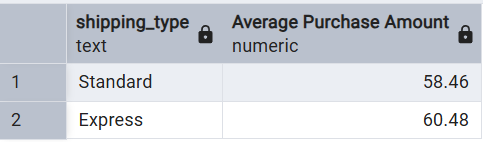 shipping_type Average Purchase Amount
text numeric
1 Standard 58.46
2 Express 60.48